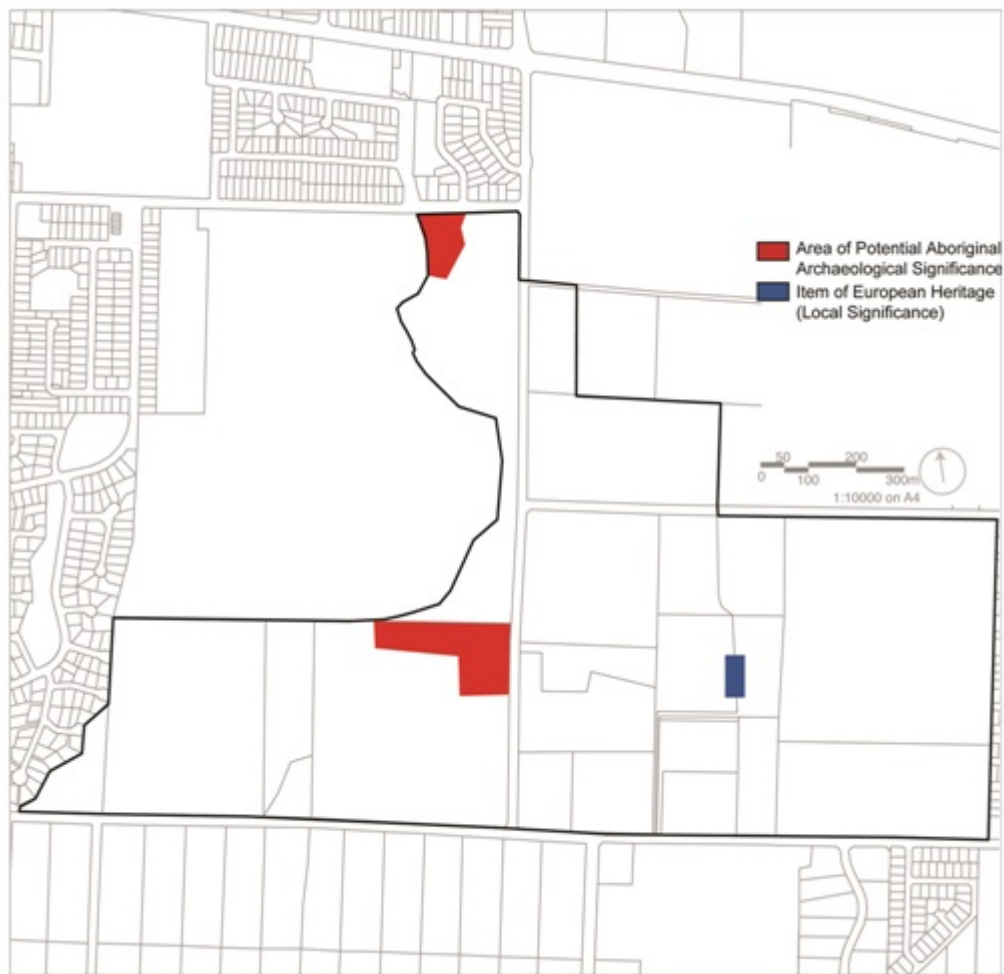 Area of Potential Aboriginal
Archaeological Significance
Item of European Heritage
(Local Significance)
50 200
0 100 300m
1:10000 on A4